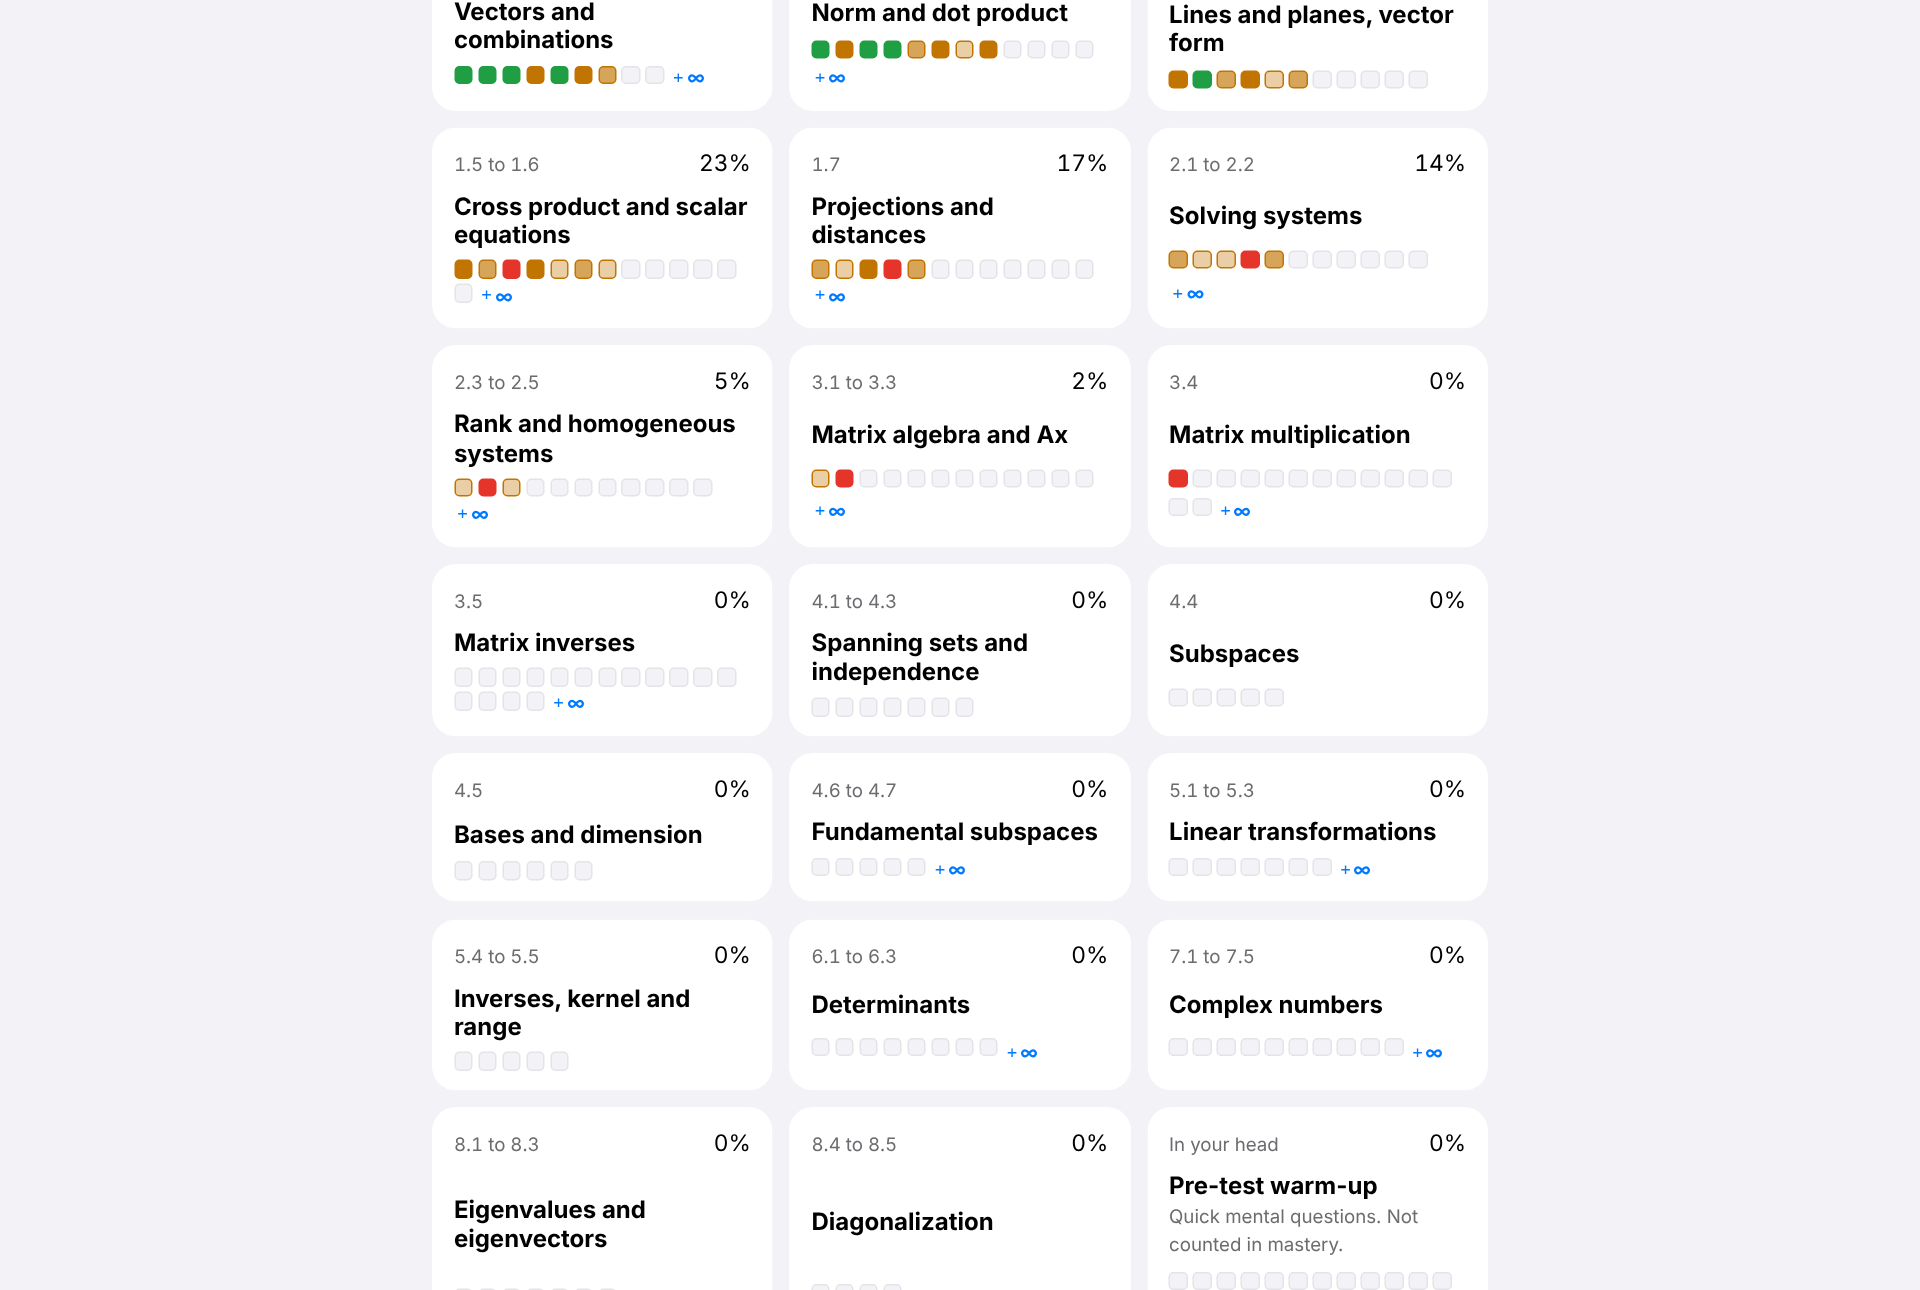 Vectors and
combinations
+ ∞
Norm and dot product
+ ∞
Lines and planes, vector
form
1.5 to 1.6
23%
Cross product and scalar
equations
+ ∞
1.7
17%
Projections and
distances
+ ∞
2.1 to 2.2
14%
Solving systems
+ ∞
2.3 to 2.5
5%
Rank and homogeneous
systems
+ ∞
3.1 to 3.3
2%
Matrix algebra and Ax
+ ∞
3.4
0%
Matrix multiplication
+ ∞
3.5
0%
Matrix inverses
+ ∞
4.1 to 4.3
0%
Spanning sets and
independence
4.4
0%
Subspaces
4.5
0%
Bases and dimension
4.6 to 4.7
0%
Fundamental subspaces
+ ∞
5.1 to 5.3
0%
Linear transformations
+ ∞
5.4 to 5.5
0%
Inverses, kernel and
range
6.1 to 6.3
0%
Determinants
+ ∞
7.1 to 7.5
0%
Complex numbers
+ ∞
8.1 to 8.3
0%
Eigenvalues and
eigenvectors
8.4 to 8.5
0%
Diagonalization
In your head
0%
Pre-test warm-up
Quick mental questions. Not
counted in mastery.